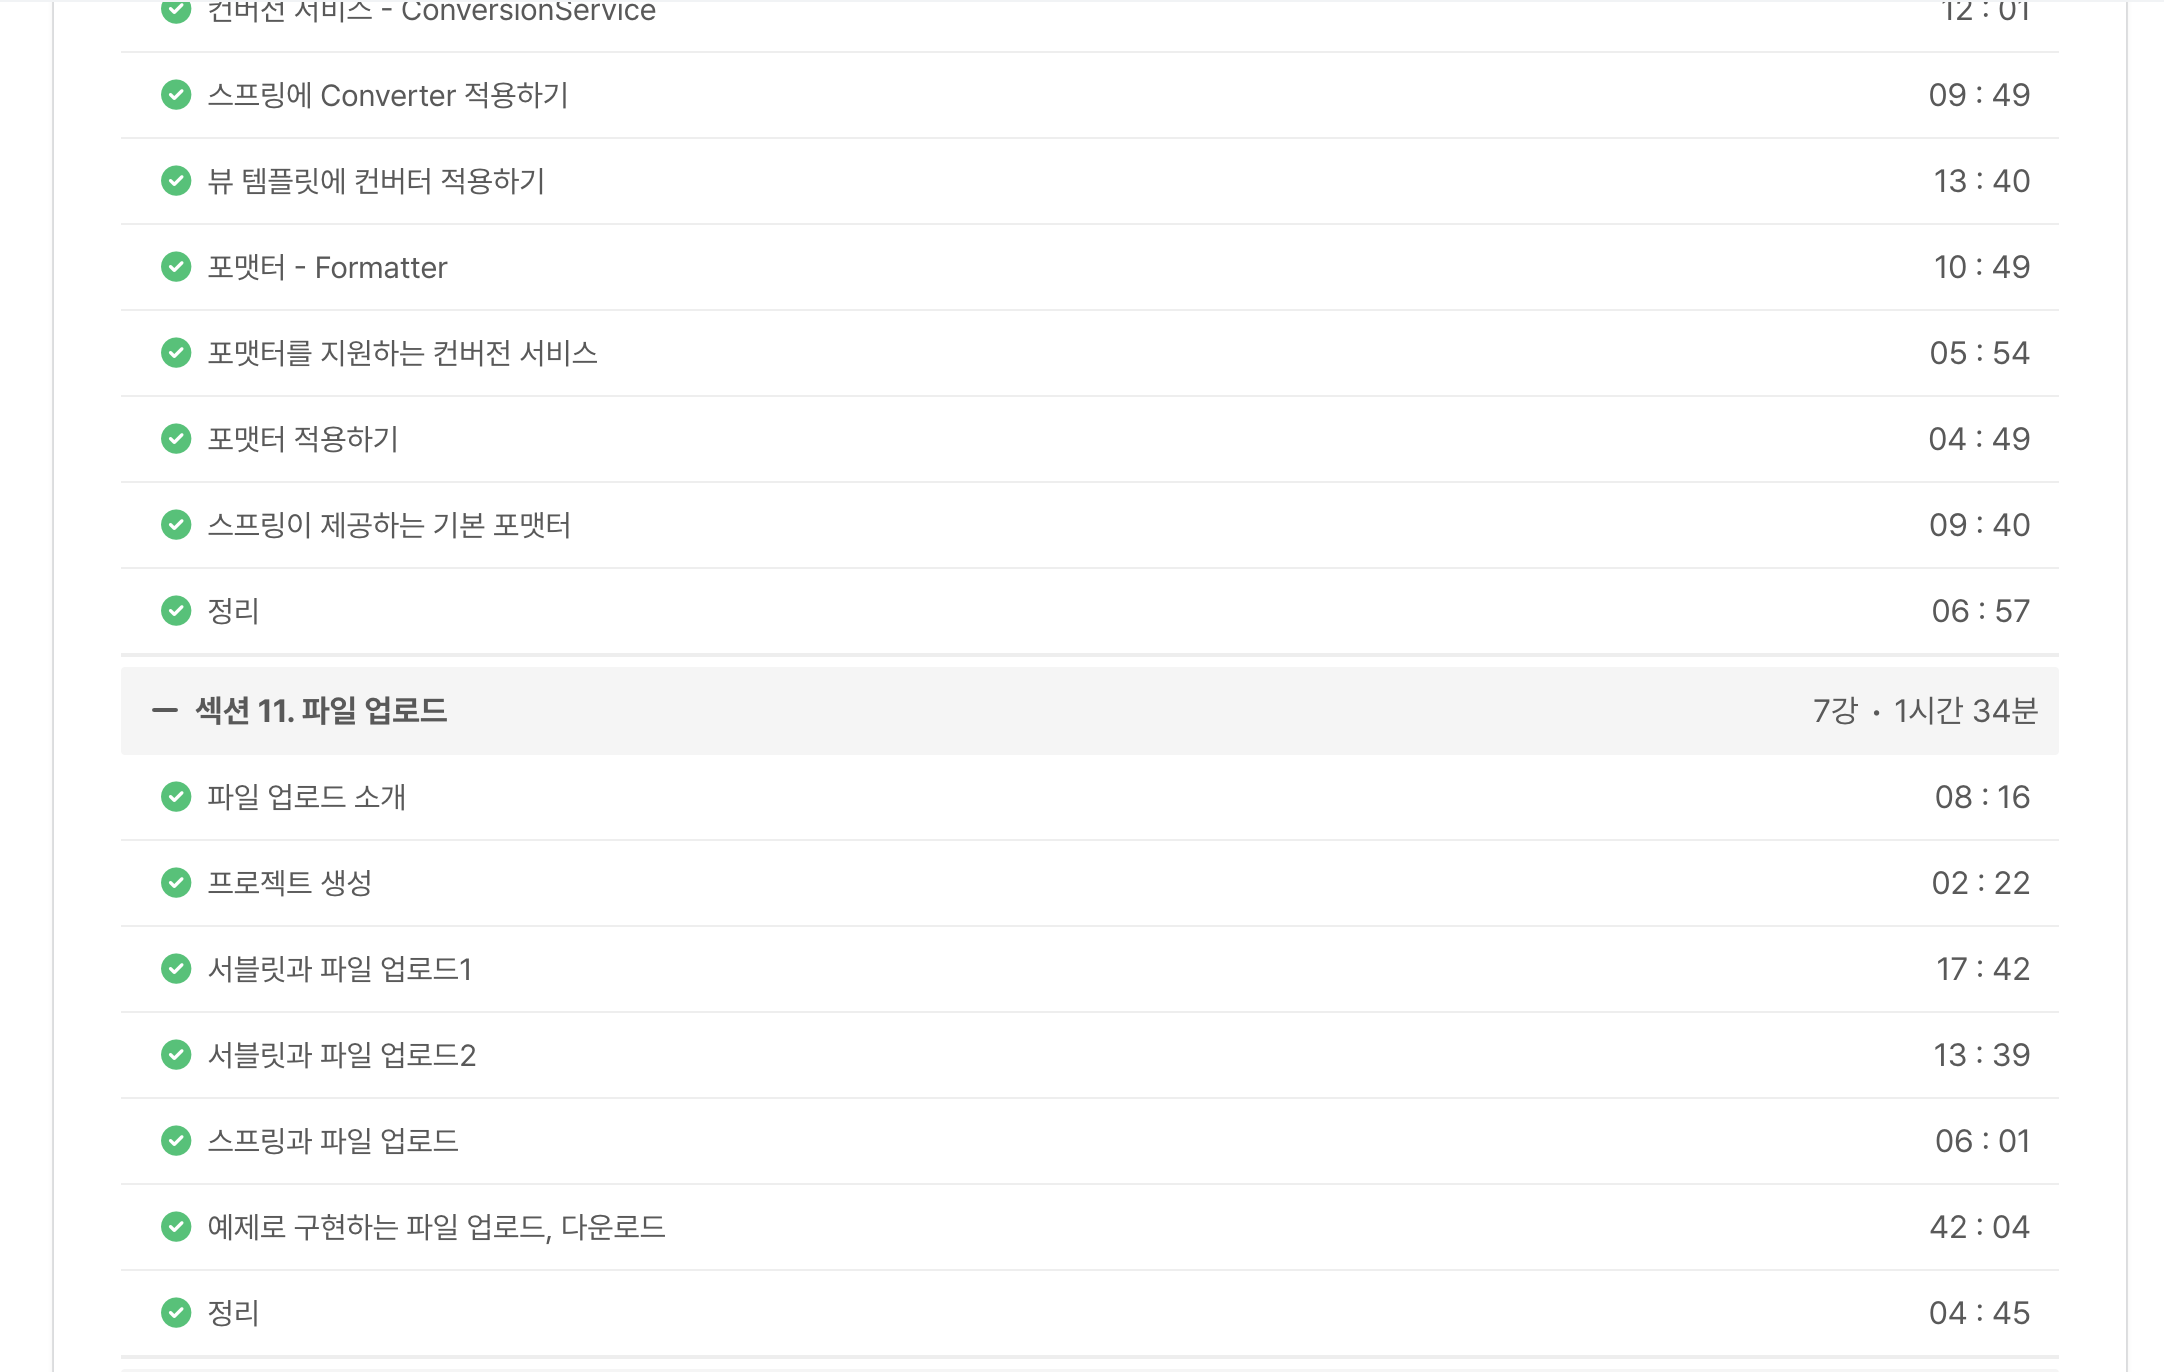 컨버전 서비스 - ConversionService 12 : 01
스프링에 Converter 적용하기 09 : 49
뷰 템플릿에 컨버터 적용하기 13 : 40
포맷터 - Formatter 10 : 49
포맷터를 지원하는 컨버전 서비스 05 : 54
포맷터 적용하기 04 : 49
스프링이 제공하는 기본 포맷터 09 : 40
정리 06 : 57
섹션 11. 파일 업로드 7강 • 1시간 34분
파일 업로드 소개 08 : 16
프로젝트 생성 02 : 22
서블릿과 파일 업로드1 17 : 42
서블릿과 파일 업로드2 13 : 39
스프링과 파일 업로드 06 : 01
예제로 구현하는 파일 업로드, 다운로드 42 : 04
정리 04 : 45